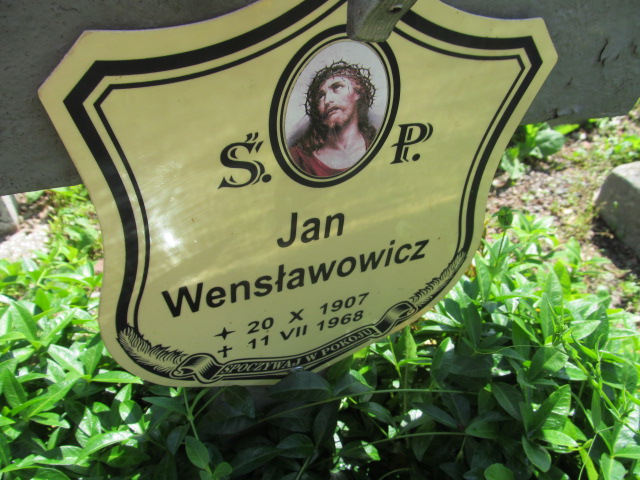 Ś. P.
Jan
Wensławowicz
20 X 1907
11 VII 1968
SPOCZYWAJ W POKOJU